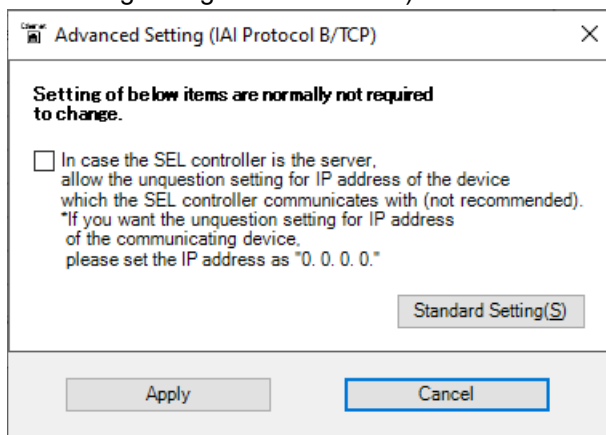 Advanced Setting (IAI Protocol B/TCP)
Setting of below items are normally not required
to change.
In case the SEL controller is the server,
allow the unquestion setting for IP address of the device
which the SEL controller communicates with (not recommended).
*If you want the unquestion setting for IP address
of the communicating device,
please set the IP address as "0. 0. 0. 0."
Standard Setting(S)
Apply
Cancel